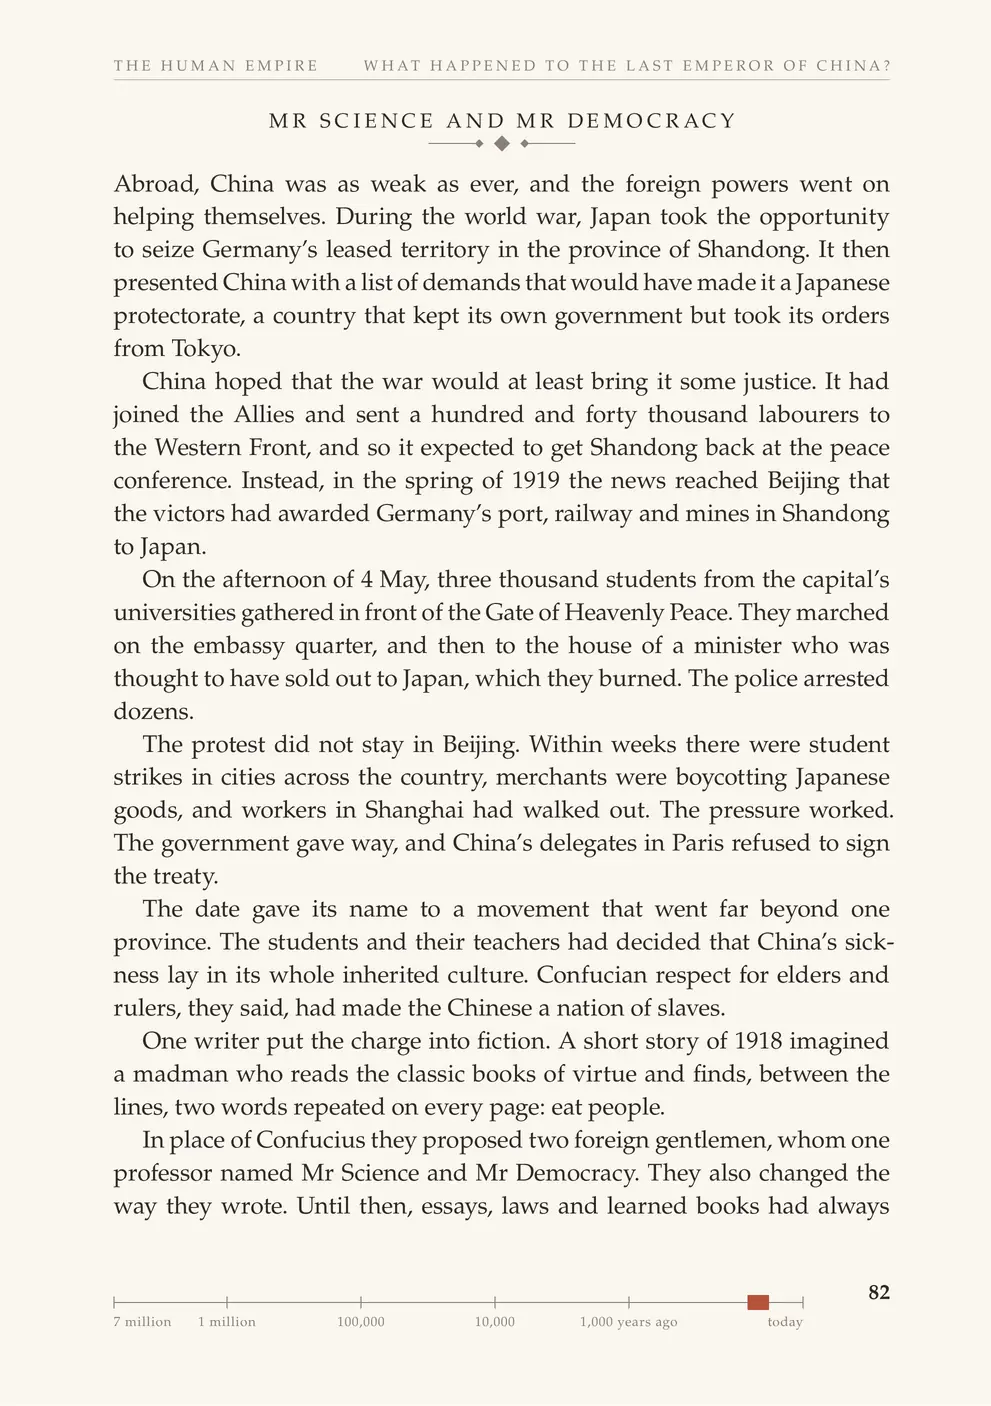 THE HUMAN EMPIRE WHAT HAPPENED TO THE LAST EMPEROR OF CHINA?
MR SCIENCE AND MR DEMOCRACY
Abroad, China was as weak as ever, and the foreign powers went on
helping themselves. During the world war, Japan took the opportunity
to seize Germany’s leased territory in the province of Shandong. It then
presented China with a list of demands that would have made it a Japanese
protectorate, a country that kept its own government but took its orders
from Tokyo.
China hoped that the war would at least bring it some justice. It had
joined the Allies and sent a hundred and forty thousand labourers to
the Western Front, and so it expected to get Shandong back at the peace
conference. Instead, in the spring of 1919 the news reached Beijing that
the victors had awarded Germany’s port, railway and mines in Shandong
to Japan.
On the afternoon of 4 May, three thousand students from the capital’s
universities gathered in front of the Gate of Heavenly Peace. They marched
on the embassy quarter, and then to the house of a minister who was
thought to have sold out to Japan, which they burned. The police arrested
dozens.
The protest did not stay in Beijing. Within weeks there were student
strikes in cities across the country, merchants were boycotting Japanese
goods, and workers in Shanghai had walked out. The pressure worked.
The government gave way, and China’s delegates in Paris refused to sign
the treaty.
The date gave its name to a movement that went far beyond one
province. The students and their teachers had decided that China’s sick-
ness lay in its whole inherited culture. Confucian respect for elders and
rulers, they said, had made the Chinese a nation of slaves.
One writer put the charge into fiction. A short story of 1918 imagined
a madman who reads the classic books of virtue and finds, between the
lines, two words repeated on every page: eat people.
In place of Confucius they proposed two foreign gentlemen, whom one
professor named Mr Science and Mr Democracy. They also changed the
way they wrote. Until then, essays, laws and learned books had always
82
7 million 1 million 100,000 10,000 1,000 years ago today